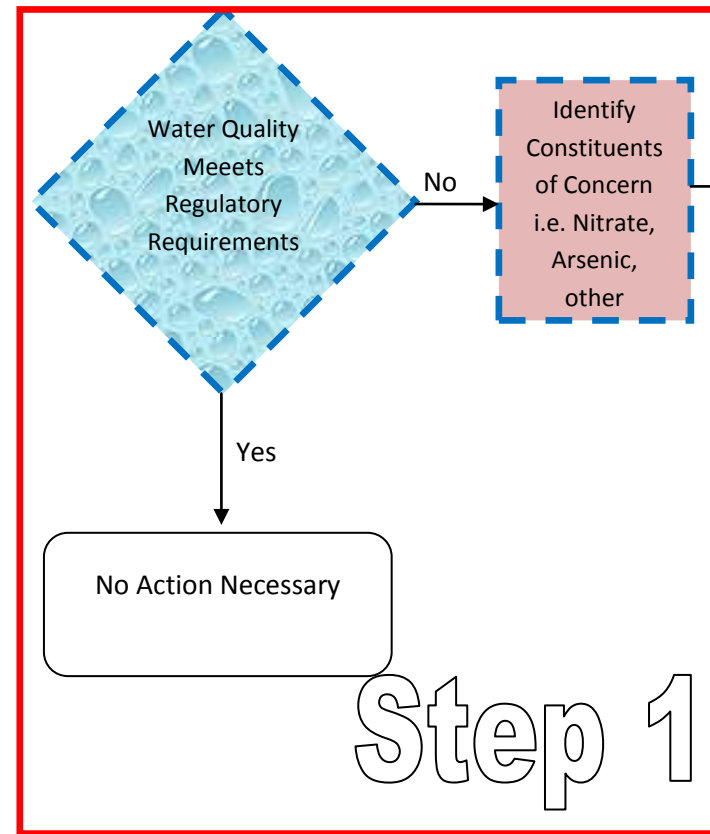 Water Quality
Meeets
Regulatory
Requirements
No
Identify
Constituents
of Concern
i.e. Nitrate,
Arsenic,
other
Yes
No Action Necessary
Step 1